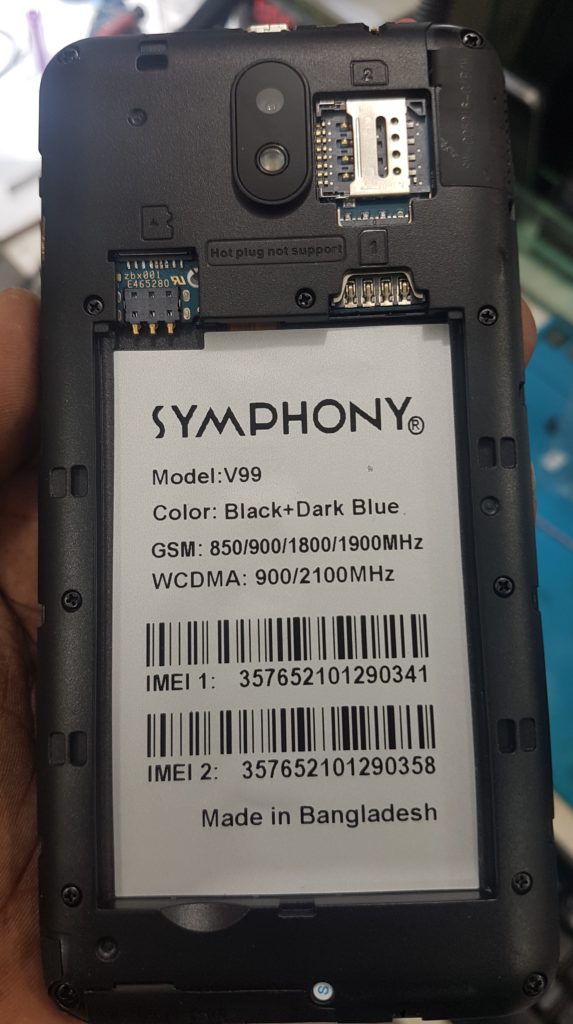 2
Hot plug not support
1
zbx001
E465280
SYMPHONY®
Model:V99
Color: Black+Dark Blue
GSM: 850/900/1800/1900MHz
WCDMA: 900/2100MHz
IMEI 1: 357652101290341
IMEI 2: 357652101290358
Made in Bangladesh
S